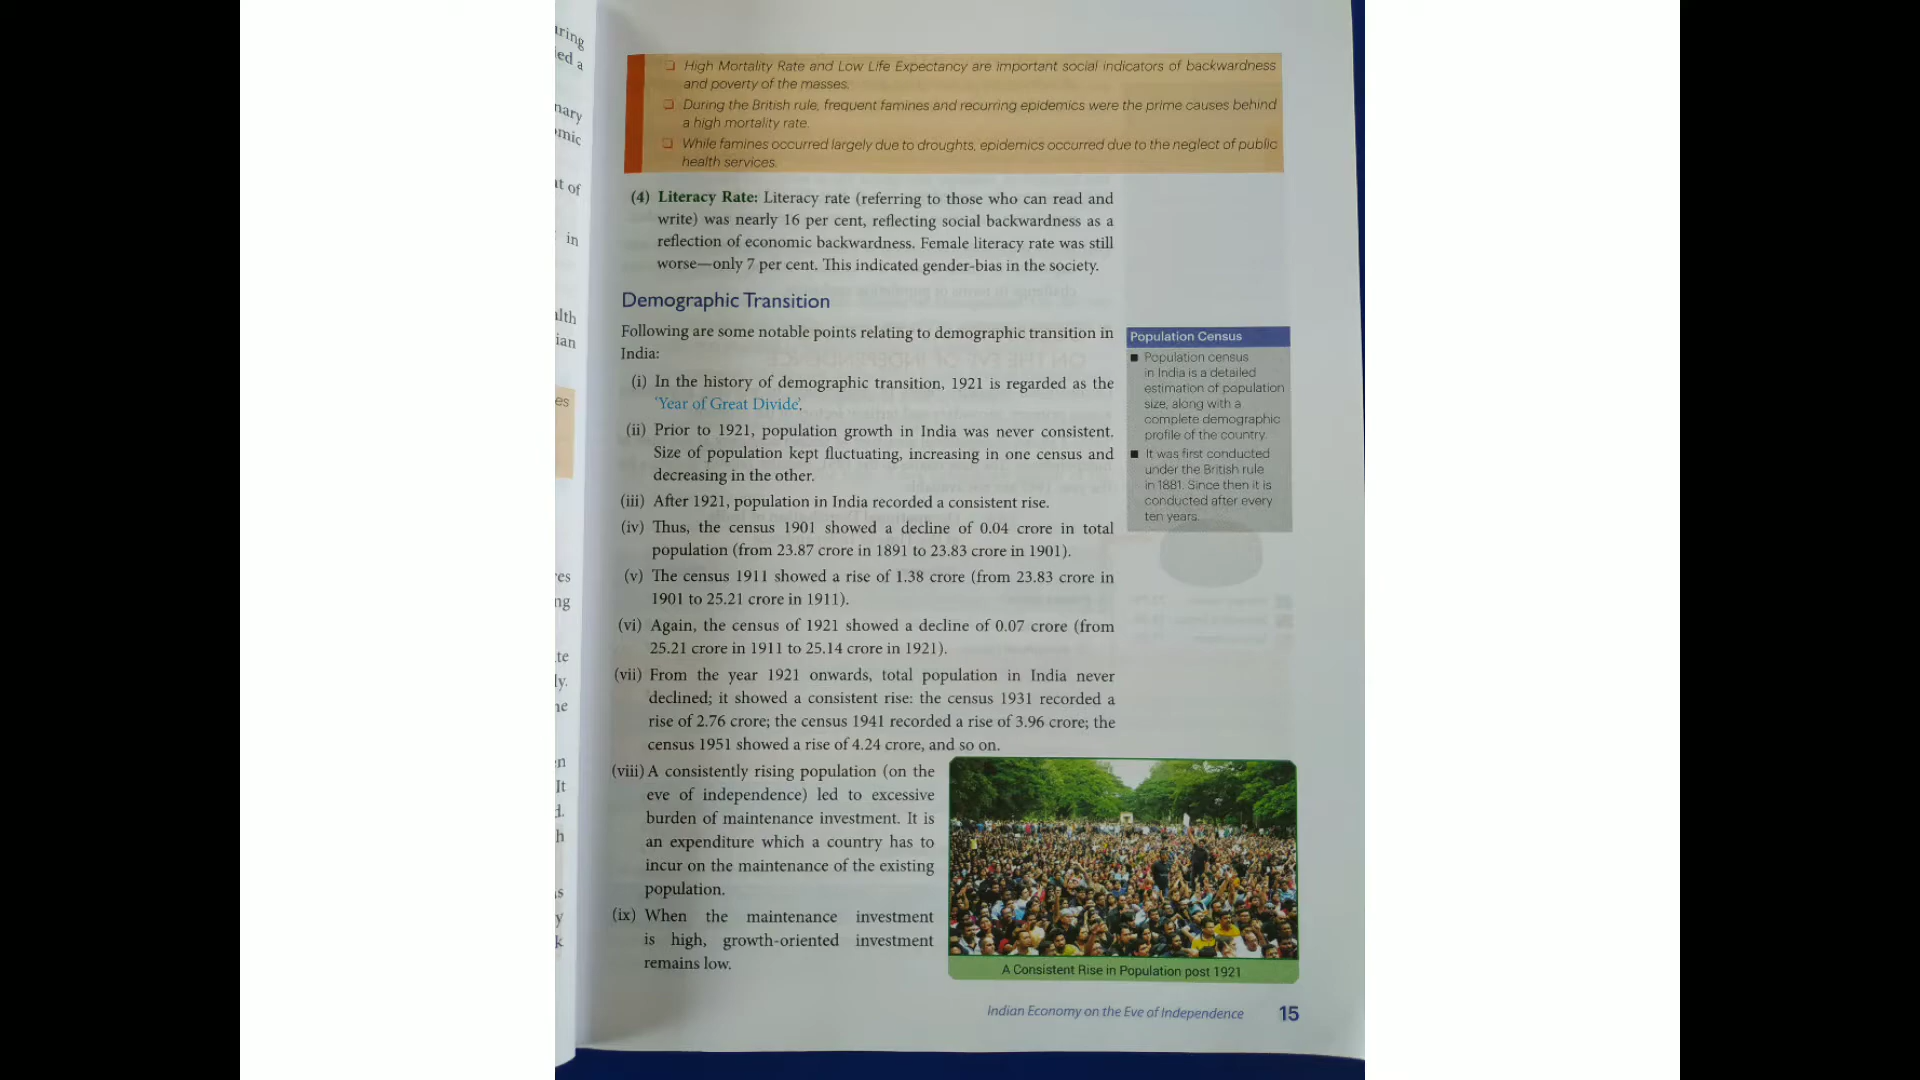 uring
ied a
nary
omic
nt of
in
alth
ian
es
res
ng
te
ly.
ne
en
It
d.
h
as
y
k
❑ High Mortality Rate and Low Life Expectancy are important social indicators of backwardness
and poverty of the masses.
❑ During the British rule, frequent famines and recurring epidemics were the prime causes behind
a high mortality rate.
❑ While famines occurred largely due to droughts, epidemics occurred due to the neglect of public
health services.
(4) Literacy Rate: Literacy rate (referring to those who can read and
write) was nearly 16 per cent, reflecting social backwardness as a
reflection of economic backwardness. Female literacy rate was still
worse—only 7 per cent. This indicated gender-bias in the society.
Demographic Transition
Following are some notable points relating to demographic transition in
India:
(i) In the history of demographic transition, 1921 is regarded as the
'Year of Great Divide'.
(ii) Prior to 1921, population growth in India was never consistent.
Size of population kept fluctuating, increasing in one census and
decreasing in the other.
(iii) After 1921, population in India recorded a consistent rise.
(iv) Thus, the census 1901 showed a decline of 0.04 crore in total
population (from 23.87 crore in 1891 to 23.83 crore in 1901).
(v) The census 1911 showed a rise of 1.38 crore (from 23.83 crore in
1901 to 25.21 crore in 1911).
(vi) Again, the census of 1921 showed a decline of 0.07 crore (from
25.21 crore in 1911 to 25.14 crore in 1921).
(vii) From the year 1921 onwards, total population in India never
declined; it showed a consistent rise: the census 1931 recorded a
rise of 2.76 crore; the census 1941 recorded a rise of 3.96 crore; the
census 1951 showed a rise of 4.24 crore, and so on.
(viii) A consistently rising population (on the
eve of independence) led to excessive
burden of maintenance investment. It is
an expenditure which a country has to
incur on the maintenance of the existing
population.
(ix) When the maintenance investment
is high, growth-oriented investment
remains low.
Population Census
■ Population census
in India is a detailed
estimation of population
size, along with a
complete demographic
profile of the country.
■ It was first conducted
under the British rule
in 1881. Since then it is
conducted after every
ten years.
A Consistent Rise in Population post 1921
Indian Economy on the Eve of Independence 15